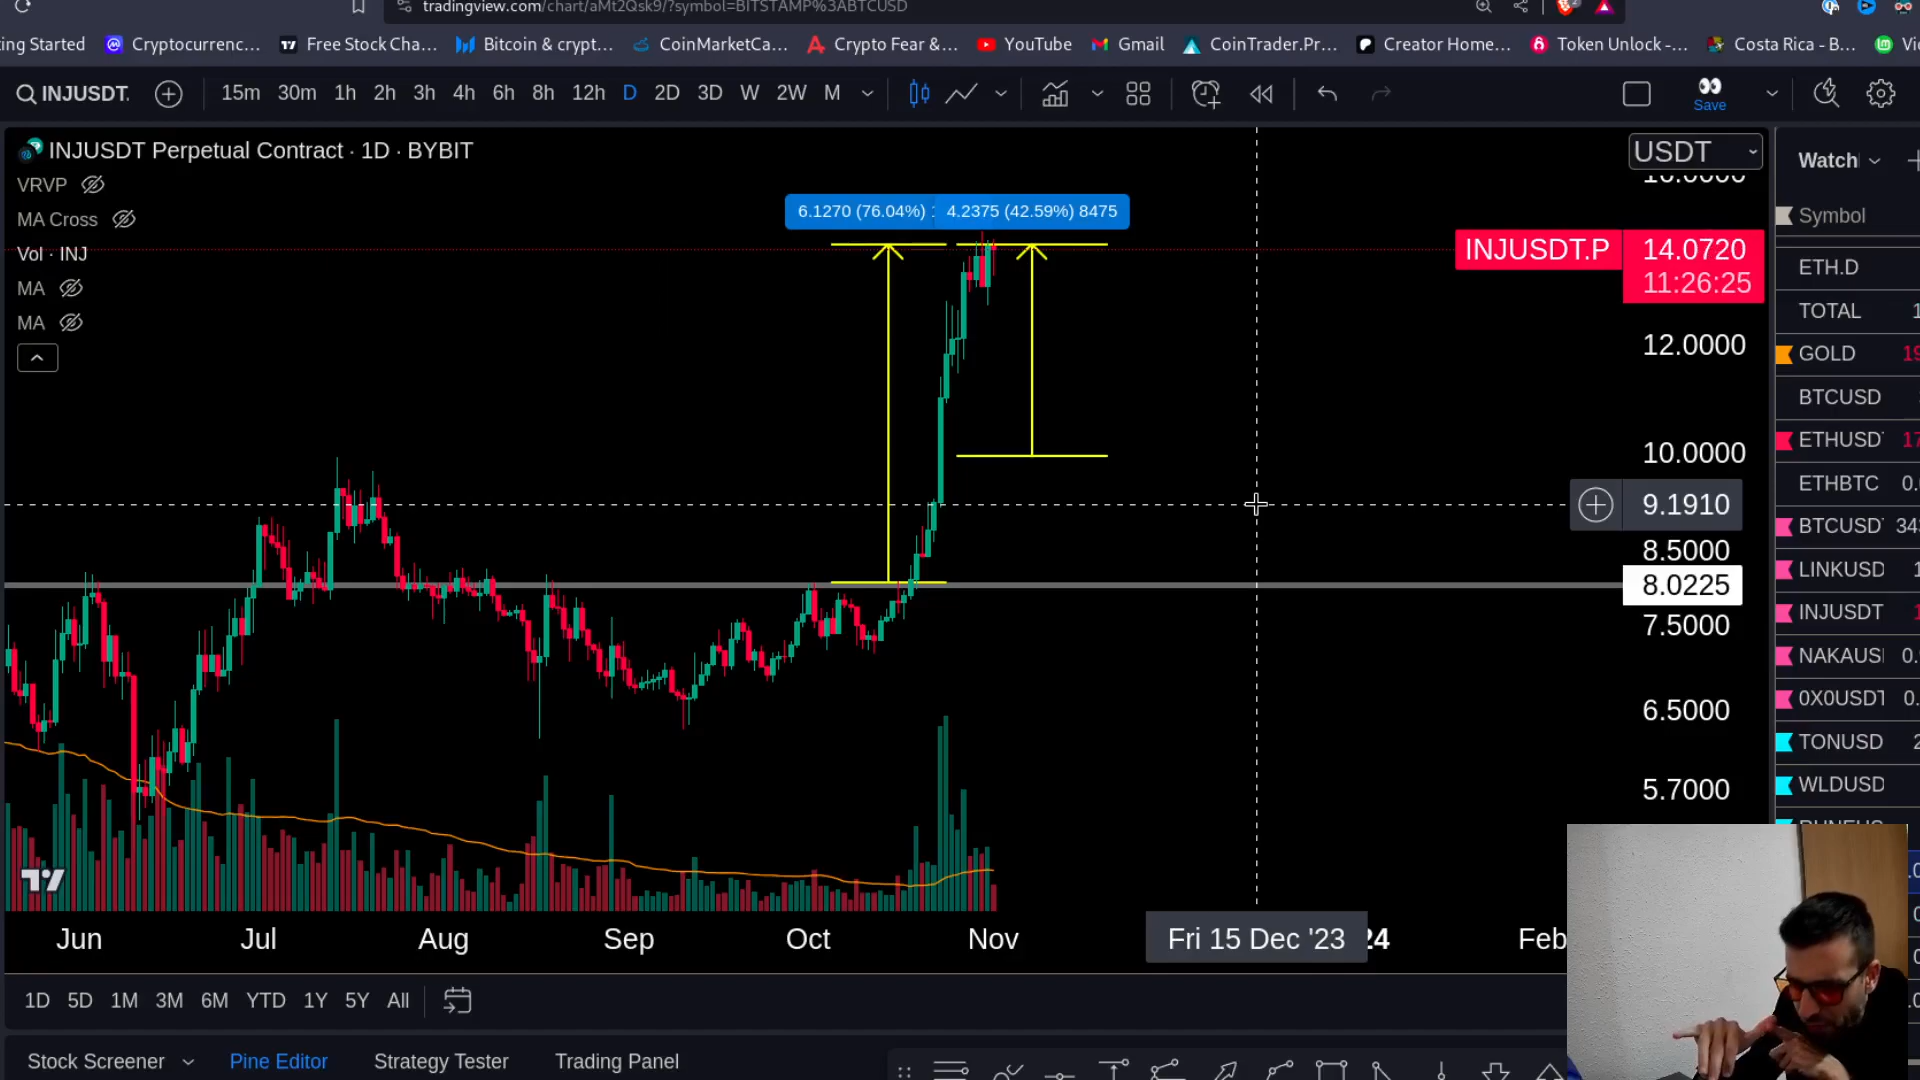 tradingview.com/chart/aMt2Qsk9/?symbol=BITSTAMP%3ABTCUSD
ing Started Cryptocurrenc... Free Stock Cha... Bitcoin & crypt... CoinMarketCa... Crypto Fear &... YouTube Gmail CoinTrader.Pr... Creator Home... Token Unlock -... Costa Rica - B...
INJUSDT. 15m 30m 1h 2h 3h 4h 6h 8h 12h D 2D 3D W 2W M Save
INJUSDT Perpetual Contract · 1D · BYBIT
USDT
Watch
VRVP
MA Cross
Vol · INJ
MA
MA
6.1270 (76.04%)
4.2375 (42.59%) 8475
INJUSDT.P 14.0720
11:26:25
12.0000
10.0000
9.1910
8.5000
8.0225
7.5000
6.5000
5.7000
Symbol
ETH.D
TOTAL
GOLD
BTCUSD
ETHUSD
ETHBTC
BTCUSD
LINKUSD
INJUSDT
NAKAUS
0X0USDT
TONUSD
WLDUSD
Jun Jul Aug Sep Oct Nov Fri 15 Dec '23 24 Feb
1D 5D 1M 3M 6M YTD 1Y 5Y All
Stock Screener Pine Editor Strategy Tester Trading Panel